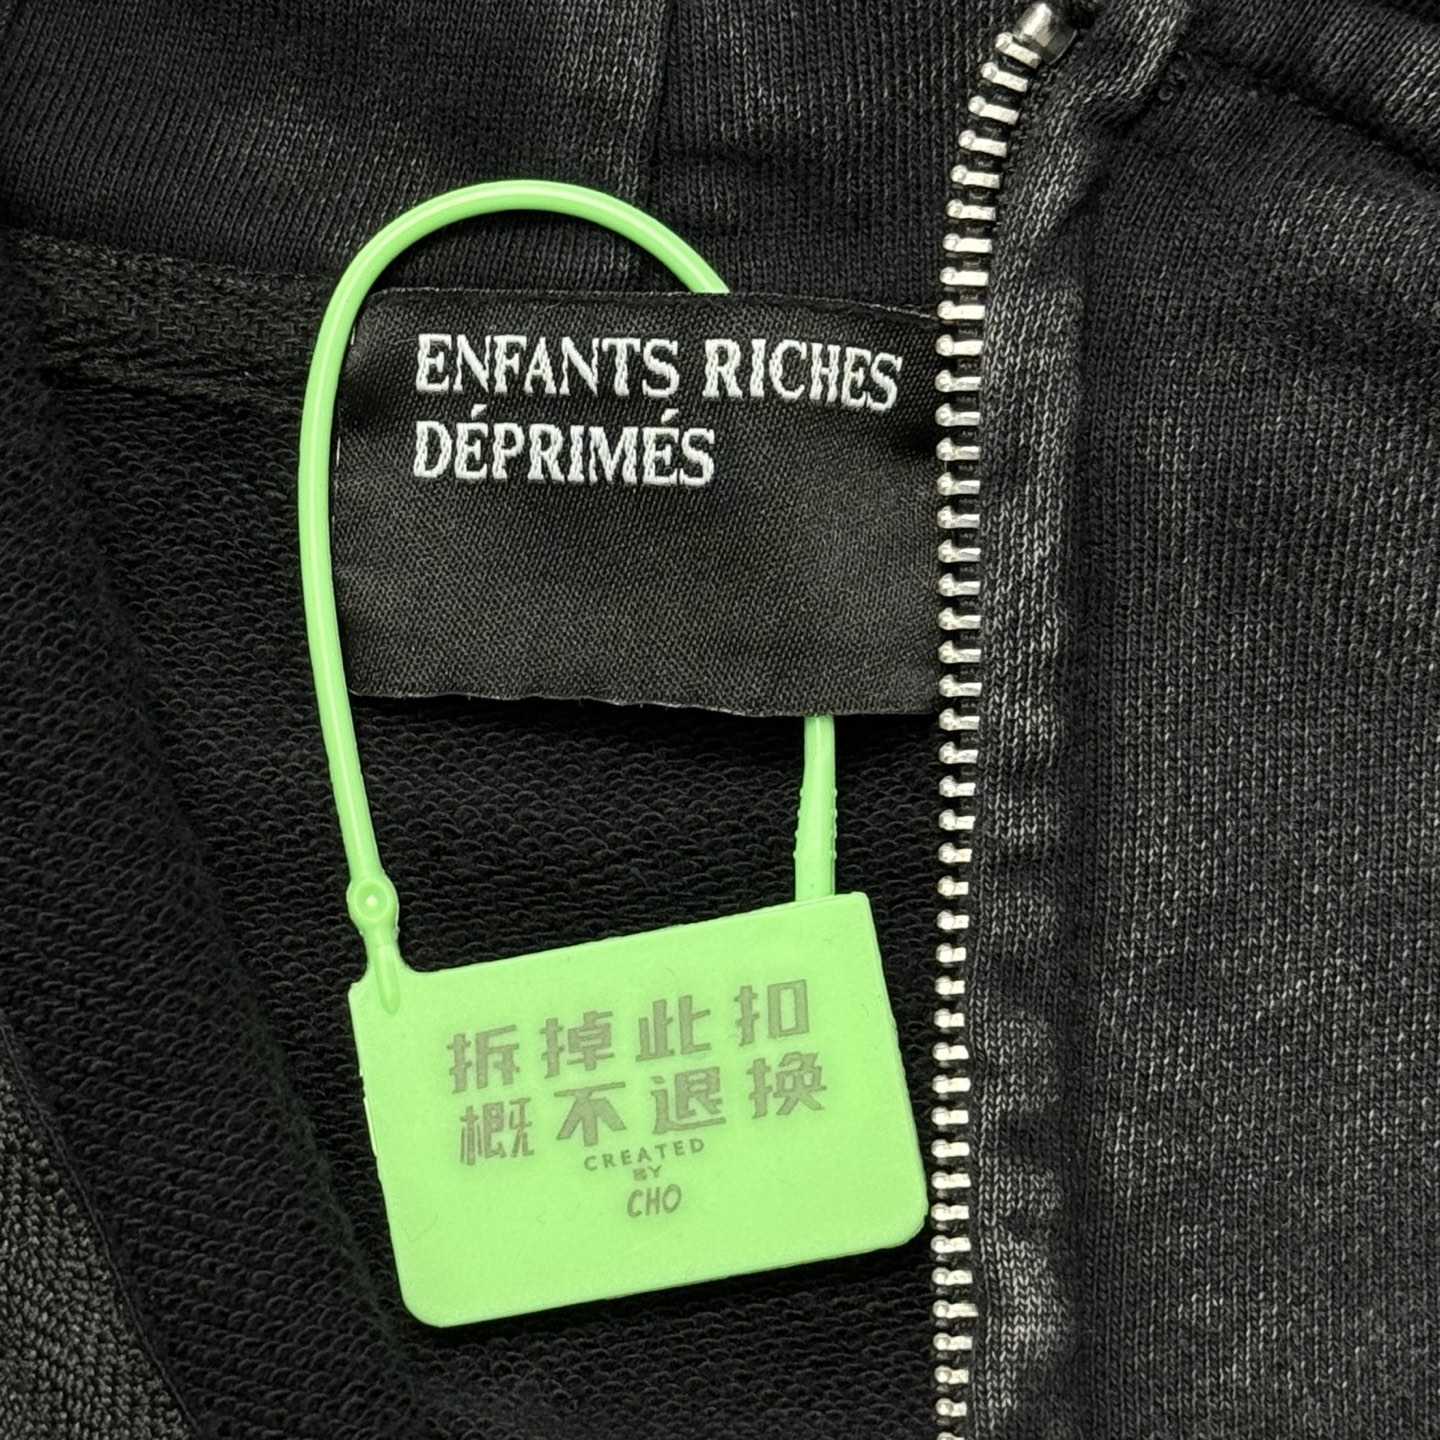 ENFANTS RICHES
DÉPRIMÉS
拆掉此扣
概不退换
CREATED
BY
CHO